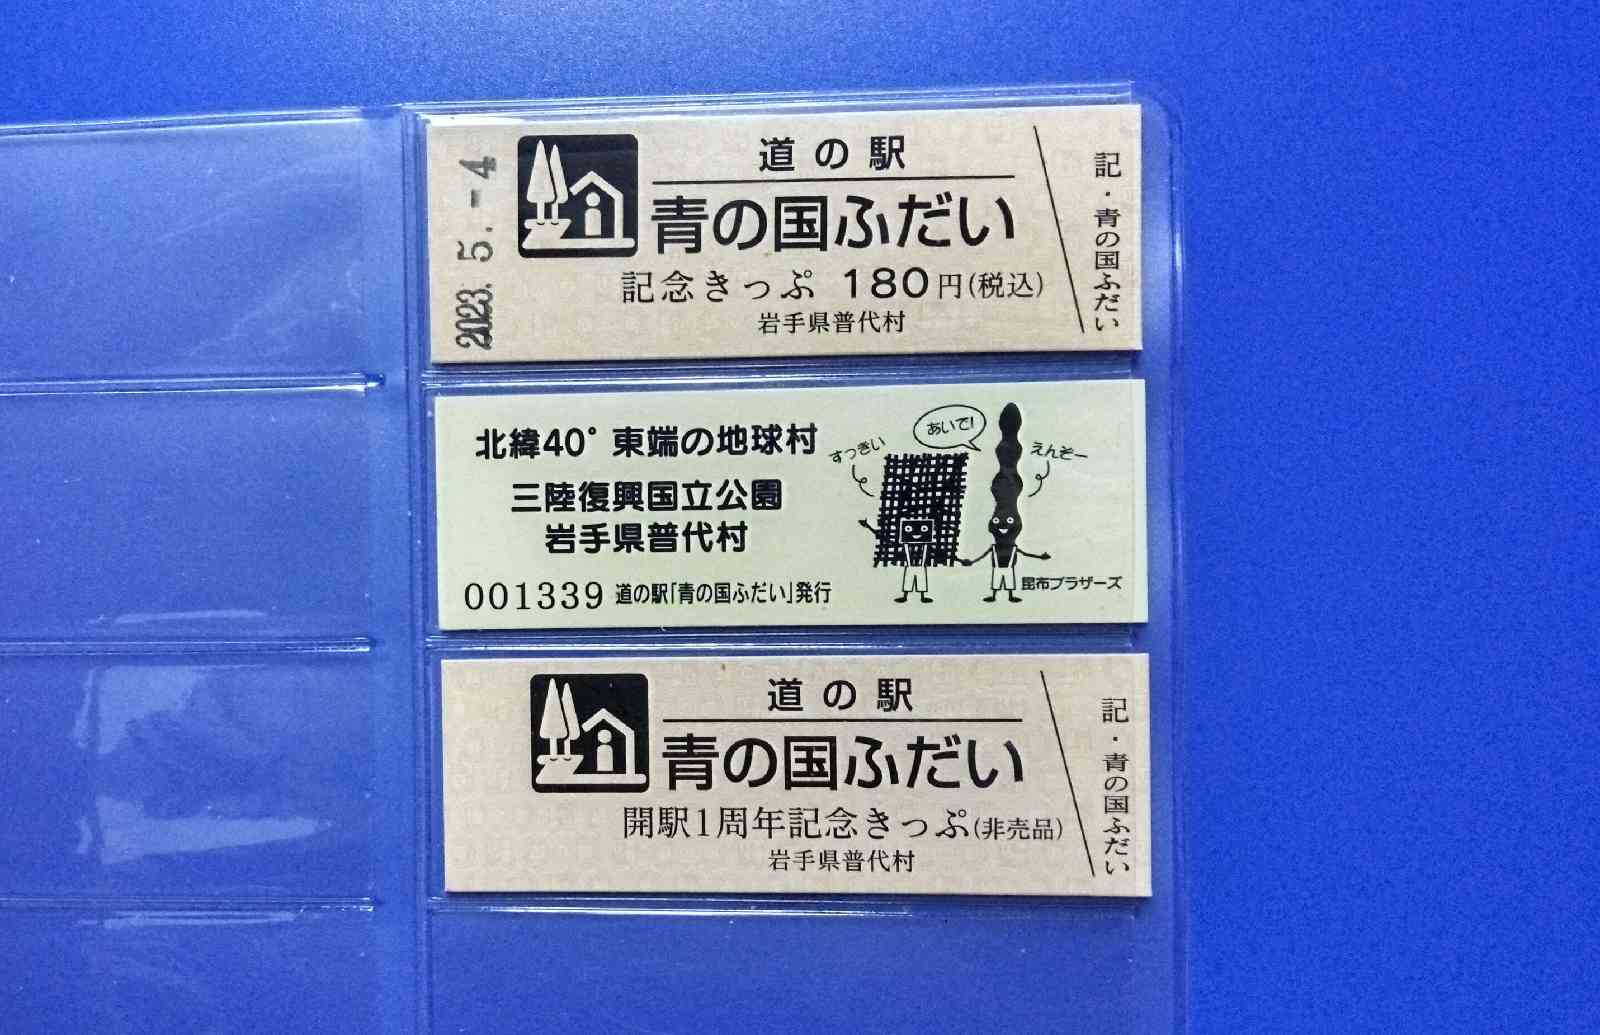 2023. 5. -4
道の駅
青の国ふだい
記念きっぷ 180円(税込)
岩手県普代村
記・青の国ふだい
北緯40° 東端の地球村
三陸復興国立公園
岩手県普代村
001339 道の駅「青の国ふだい」発行
すっきい
あいで!
えんぞー
昆布ブラザーズ
道の駅
青の国ふだい
開駅1周年記念きっぷ(非売品)
岩手県普代村
記・青の国ふだい